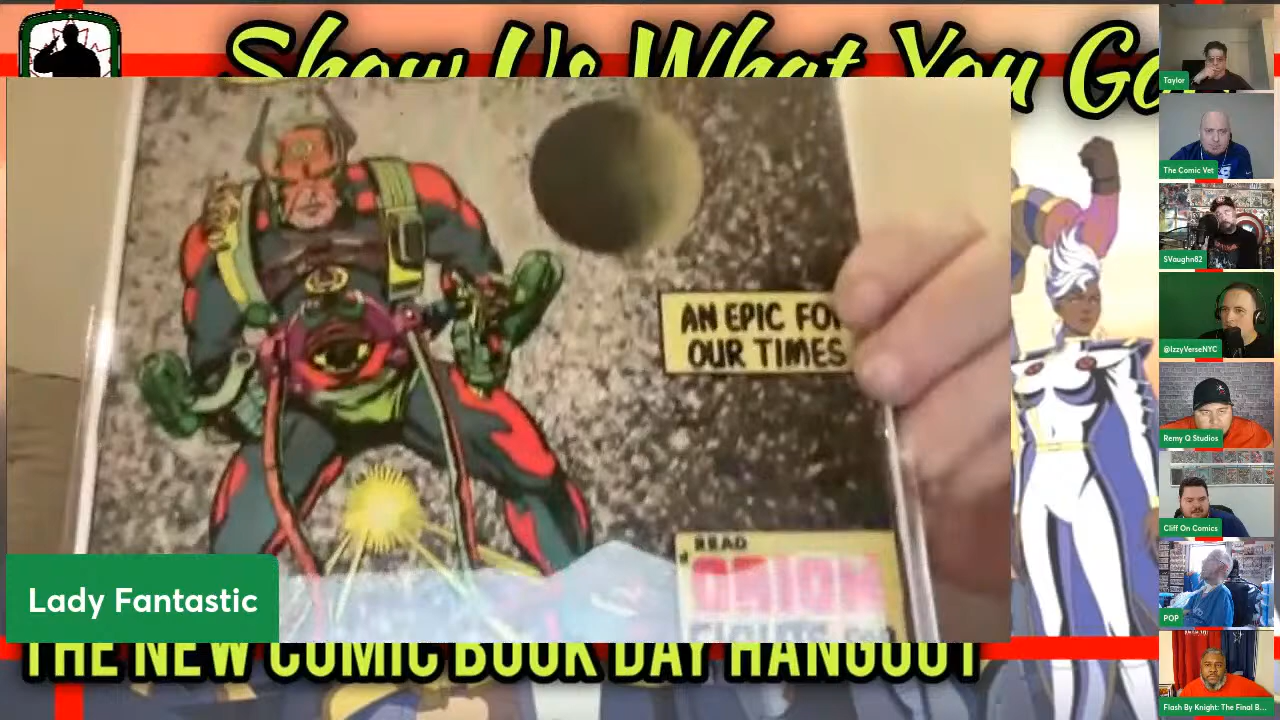 Show Us What You Go
AN EPIC FO
OUR TIMES
READ
Lady Fantastic
THE NEW COMIC BOOK DAY HANGOUT
Taylor
The Comic Vet
SVaughn82
@IzzyVerseNYC
Remy Q Studios
Cliff On Comics
POP
Flash By Knight: The Final B...